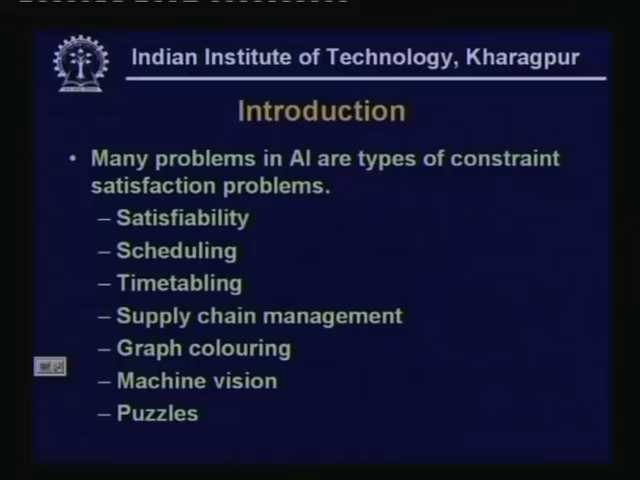 Indian Institute of Technology, Kharagpur
Introduction
• Many problems in AI are types of constraint
satisfaction problems.
– Satisfiability
– Scheduling
– Timetabling
– Supply chain management
– Graph colouring
– Machine vision
– Puzzles